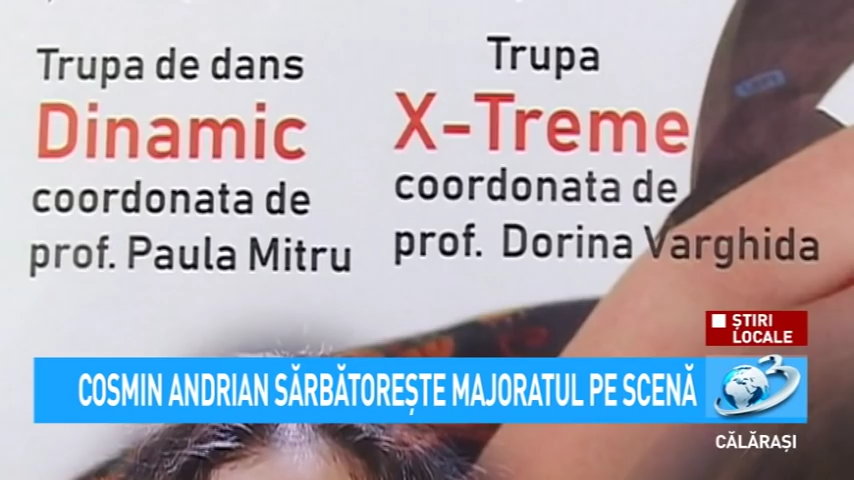 Trupa de dans
Dinamic
coordonata de
prof. Paula Mitru
Trupa
X-Treme
coordonata de
prof. Dorina Varghida
ȘTIRI
LOCALE
COSMIN ANDRIAN SĂRBĂTOREȘTE MAJORATUL PE SCENĂ
3
CĂLĂRAȘI